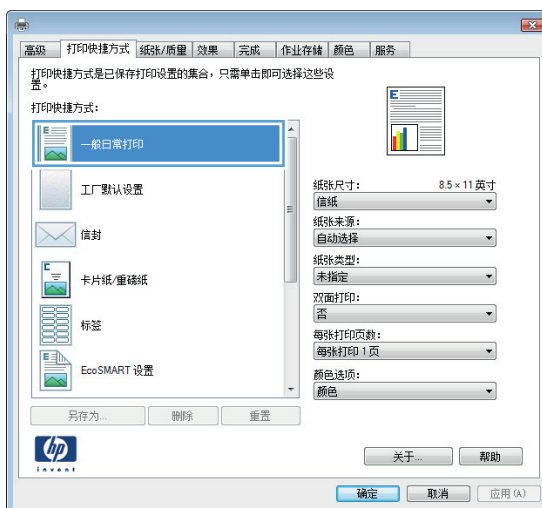 高级 打印快捷方式 纸张/质量 效果 完成 作业存储 颜色 服务
打印快捷方式是已保存打印设置的集合，只需单击即可选择这些设
置。
打印快捷方式：
一般日常打印
工厂默认设置
信封
卡片纸/重磅纸
标签
EcoSMART 设置
另存为... 删除 重置
E
纸张尺寸： 8.5 × 11 英寸
信纸
纸张来源：
自动选择
纸张类型：
未指定
双面打印：
否
每张打印页数：
每张打印 1 页
颜色选项：
颜色
hp
invent
关于... 帮助
确定 取消 应用 (A)